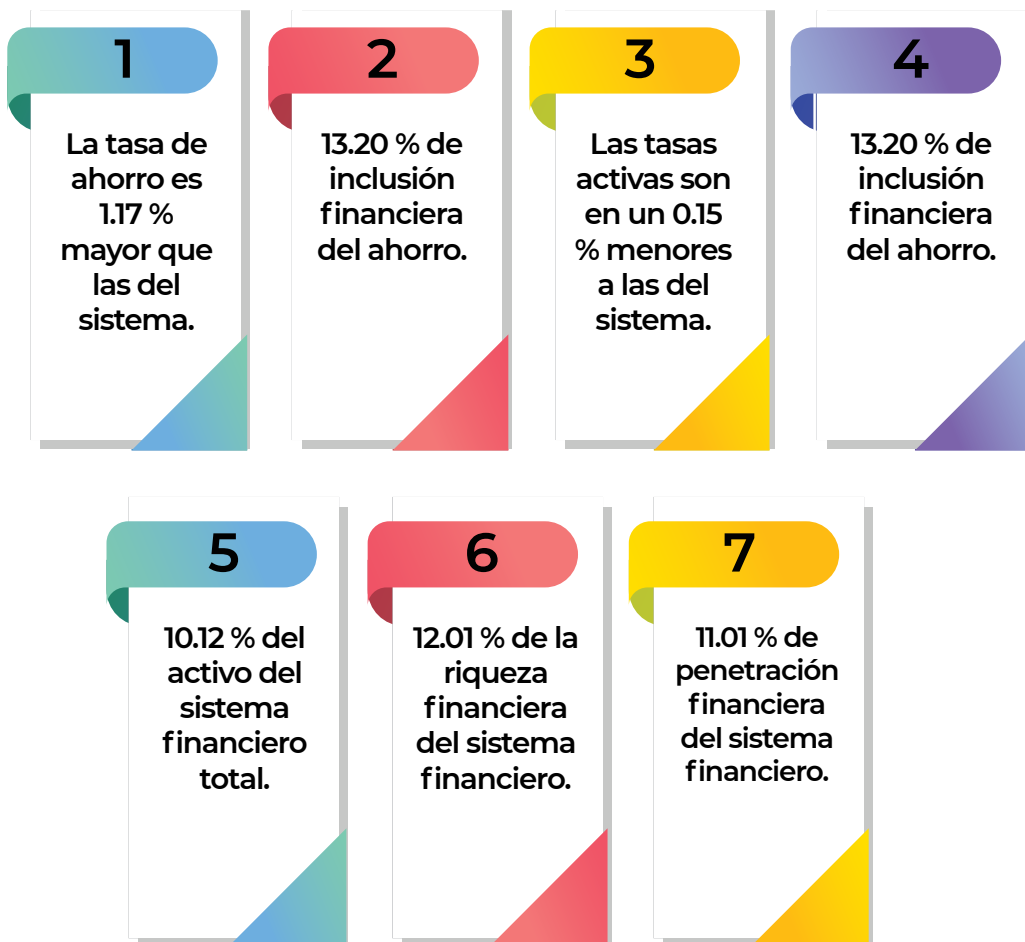 1
La tasa de
ahorro es
1.17 %
mayor que
las del
sistema.
2
13.20 % de
inclusión
financiera
del ahorro.
3
Las tasas
activas son
en un 0.15
% menores
a las del
sistema.
4
13.20 % de
inclusión
financiera
del ahorro.
5
10.12 % del
activo del
sistema
financiero
total.
6
12.01 % de la
riqueza
financiera
del sistema
financiero.
7
11.01 % de
penetración
financiera
del sistema
financiero.